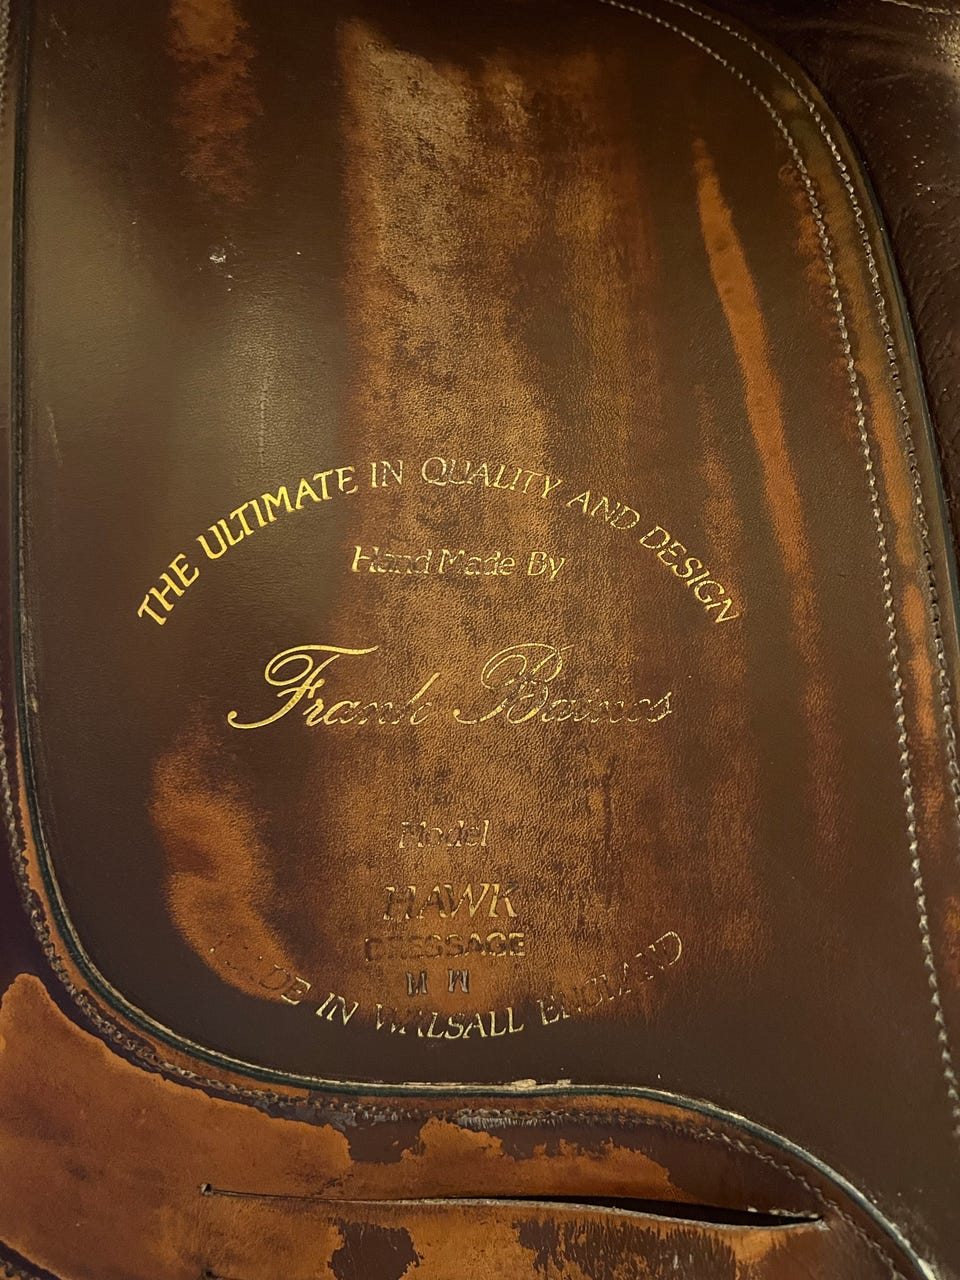 THE ULTIMATE IN QUALITY AND DESIGN
Hand Made By
Frank Baines
Model
HAWK
DRESSAGE
M W
MADE IN WALSALL ENGLAND